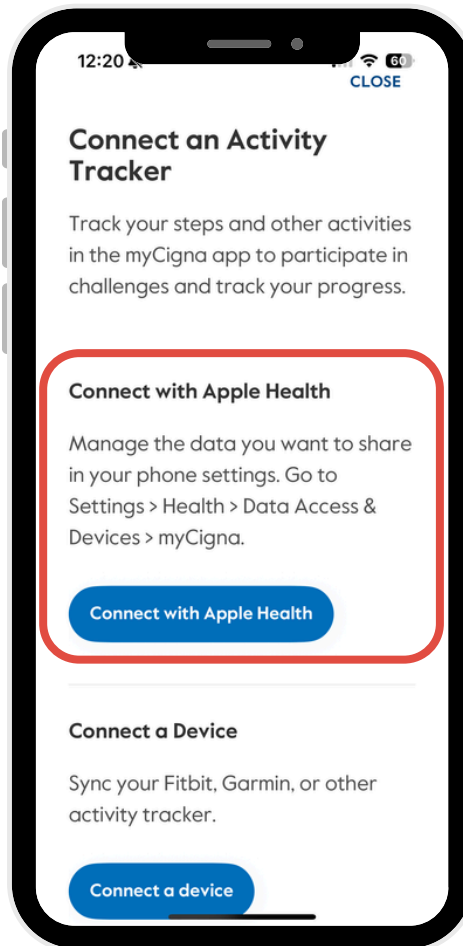 12:20
60
CLOSE
Connect an Activity
Tracker
Track your steps and other activities
in the myCigna app to participate in
challenges and track your progress.
Connect with Apple Health
Manage the data you want to share
in your phone settings. Go to
Settings > Health > Data Access &
Devices > myCigna.
Connect with Apple Health
Connect a Device
Sync your Fitbit, Garmin, or other
activity tracker.
Connect a device